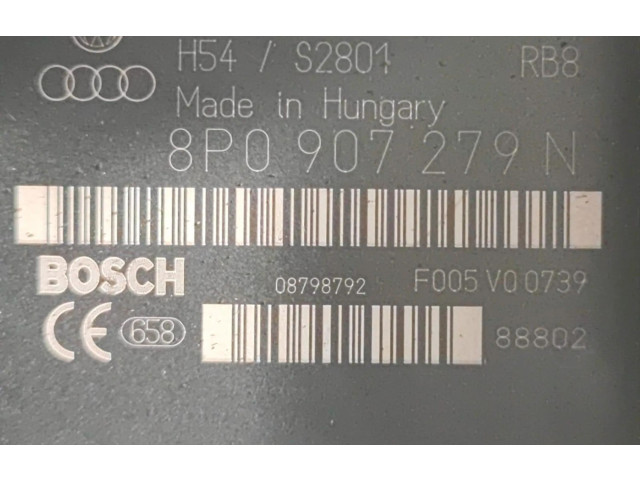 H54 / S2801 RB8
Made in Hungary
8P0 907 279 N
BOSCH 08798792 F005 V0 0739
CE 658 88802